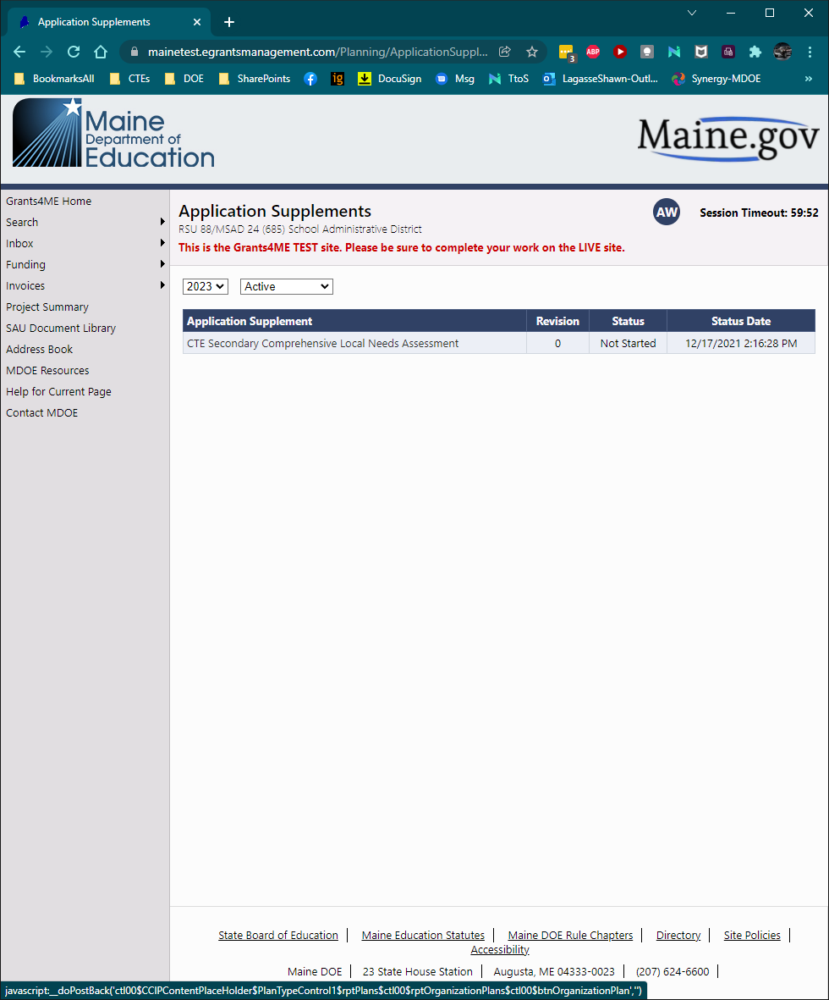 Application Supplements
mainetest.egrantsmanagement.com/Planning/ApplicationSuppl...
3
ABP
BookmarksAll CTEs DOE SharePoints ig DocuSign Msg TtoS LagasseShawn-Outl... Synergy-MDOE »
Maine
Department of
Education
Maine.gov
Grants4ME Home
Search
Inbox
Funding
Invoices
Project Summary
SAU Document Library
Address Book
MDOE Resources
Help for Current Page
Contact MDOE
Application Supplements
AW
Session Timeout: 59:52
RSU 88/MSAD 24 (685) School Administrative District
This is the Grants4ME TEST site. Please be sure to complete your work on the LIVE site.
2023 Active
Application Supplement Revision Status Status Date
CTE Secondary Comprehensive Local Needs Assessment 0 Not Started 12/17/2021 2:16:28 PM
State Board of Education | Maine Education Statutes | Maine DOE Rule Chapters | Directory | Site Policies |
Accessibility
Maine DOE | 23 State House Station | Augusta, ME 04333-0023 | (207) 624-6600 |
javascript:__doPostBack('ctl00$CCIPContentPlaceHolder$PlanTypeControl1$rptPlans$ctl00$rptOrganizationPlans$ctl00$btnOrganizationPlan','')